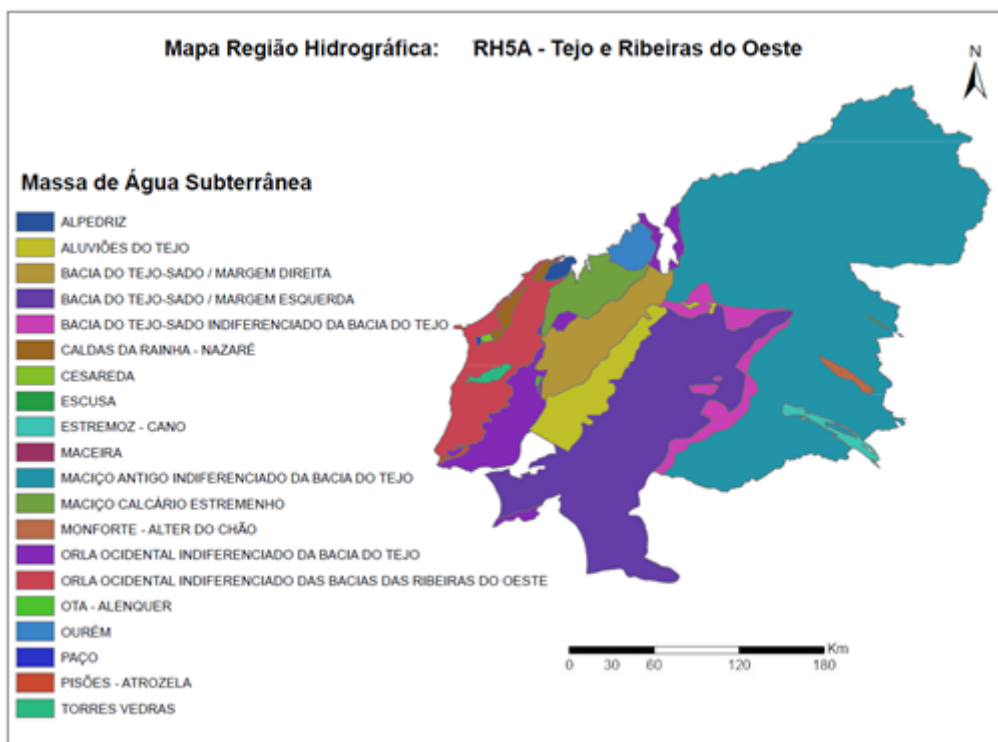 Mapa Região Hidrográfica: RH5A - Tejo e Ribeiras do Oeste
N
Massa de Água Subterrânea
ALPEDRIZ
ALUVIÕES DO TEJO
BACIA DO TEJO-SADO / MARGEM DIREITA
BACIA DO TEJO-SADO / MARGEM ESQUERDA
BACIA DO TEJO-SADO INDIFERENCIADO DA BACIA DO TEJO
CALDAS DA RAINHA - NAZARÉ
CESAREDA
ESCUSA
ESTREMOZ - CANO
MACEIRA
MACIÇO ANTIGO INDIFERENCIADO DA BACIA DO TEJO
MACIÇO CALCÁRIO ESTREMENHO
MONFORTE - ALTER DO CHÃO
ORLA OCIDENTAL INDIFERENCIADO DA BACIA DO TEJO
ORLA OCIDENTAL INDIFERENCIADO DAS BACIAS DAS RIBEIRAS DO OESTE
OTA - ALENQUER
OURÉM
PAÇO
PISÕES - ATROZELA
TORRES VEDRAS
Km
0 30 60 120 180